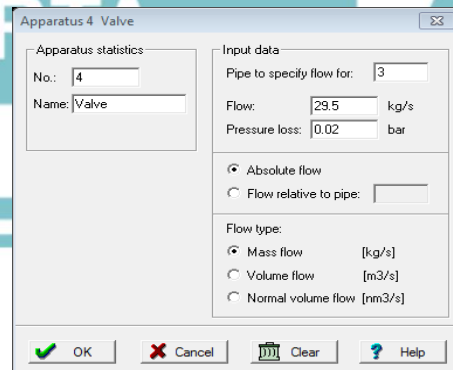 Apparatus 4 Valve
Apparatus statistics
No.: 4
Name: Valve
Input data
Pipe to specify flow for: 3
Flow: 29.5 kg/s
Pressure loss: 0.02 bar
Absolute flow
Flow relative to pipe:
Flow type:
Mass flow [kg/s]
Volume flow [m3/s]
Normal volume flow [nm3/s]
OK Cancel Clear ? Help